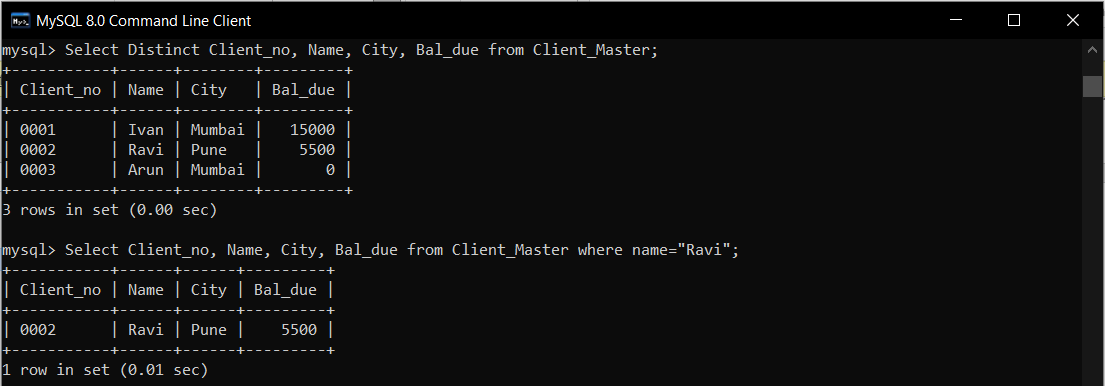 MySQL 8.0 Command Line Client
mysql> Select Distinct Client_no, Name, City, Bal_due from Client_Master;
+-----------+------+--------+---------+
| Client_no | Name | City   | Bal_due |
+-----------+------+--------+---------+
| 0001      | Ivan | Mumbai |   15000 |
| 0002      | Ravi | Pune   |    5500 |
| 0003      | Arun | Mumbai |       0 |
+-----------+------+--------+---------+
3 rows in set (0.00 sec)
mysql> Select Client_no, Name, City, Bal_due from Client_Master where name="Ravi";
+-----------+------+------+---------+
| Client_no | Name | City | Bal_due |
+-----------+------+------+---------+
| 0002      | Ravi | Pune |    5500 |
+-----------+------+------+---------+
1 row in set (0.01 sec)